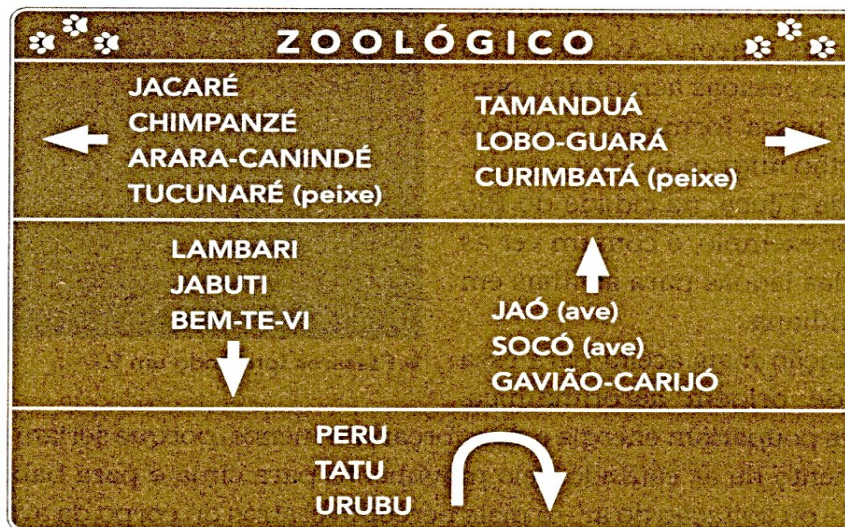 ZOOLÓGICO
JACARÉ
CHIMPANZÉ
ARARA-CANINDÉ
TUCUNARÉ (peixe)
TAMANDUÁ
LOBO-GUARÁ
CURIMBATÁ (peixe)
LAMBARI
JABUTI
BEM-TE-VI
JAÓ (ave)
SOCÓ (ave)
GAVIÃO-CARIJÓ
PERU
TATU
URUBU